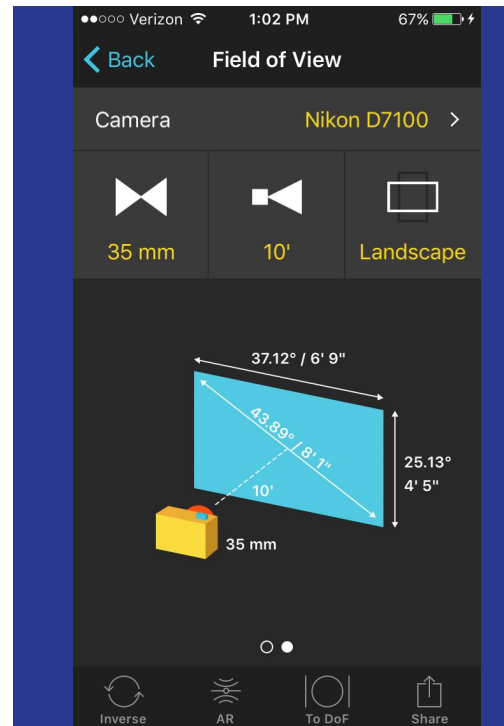 Verizon 1:02 PM 67%
Back Field of View
Camera Nikon D7100 >
35 mm 10' Landscape
37.12° / 6' 9"
43.89° / 8' 1"
25.13°
4' 5"
10'
35 mm
Inverse AR To DoF Share